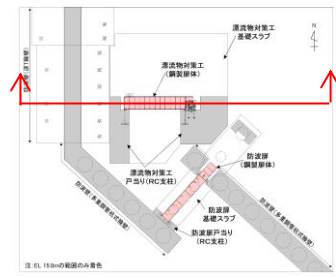 漂流物対策工
基礎スラブ
N
漂流物対策工
(鋼製扉体)
漂流物対策工
戸当り(RC支柱)
防波扉
(鋼製扉体)
防波扉
基礎スラブ
防波扉戸当り
(RC支柱)
防波壁(多重鋼管杭式擁壁)
防波壁(多重鋼管杭式擁壁)
注:EL 15.0mの範囲のみ着色